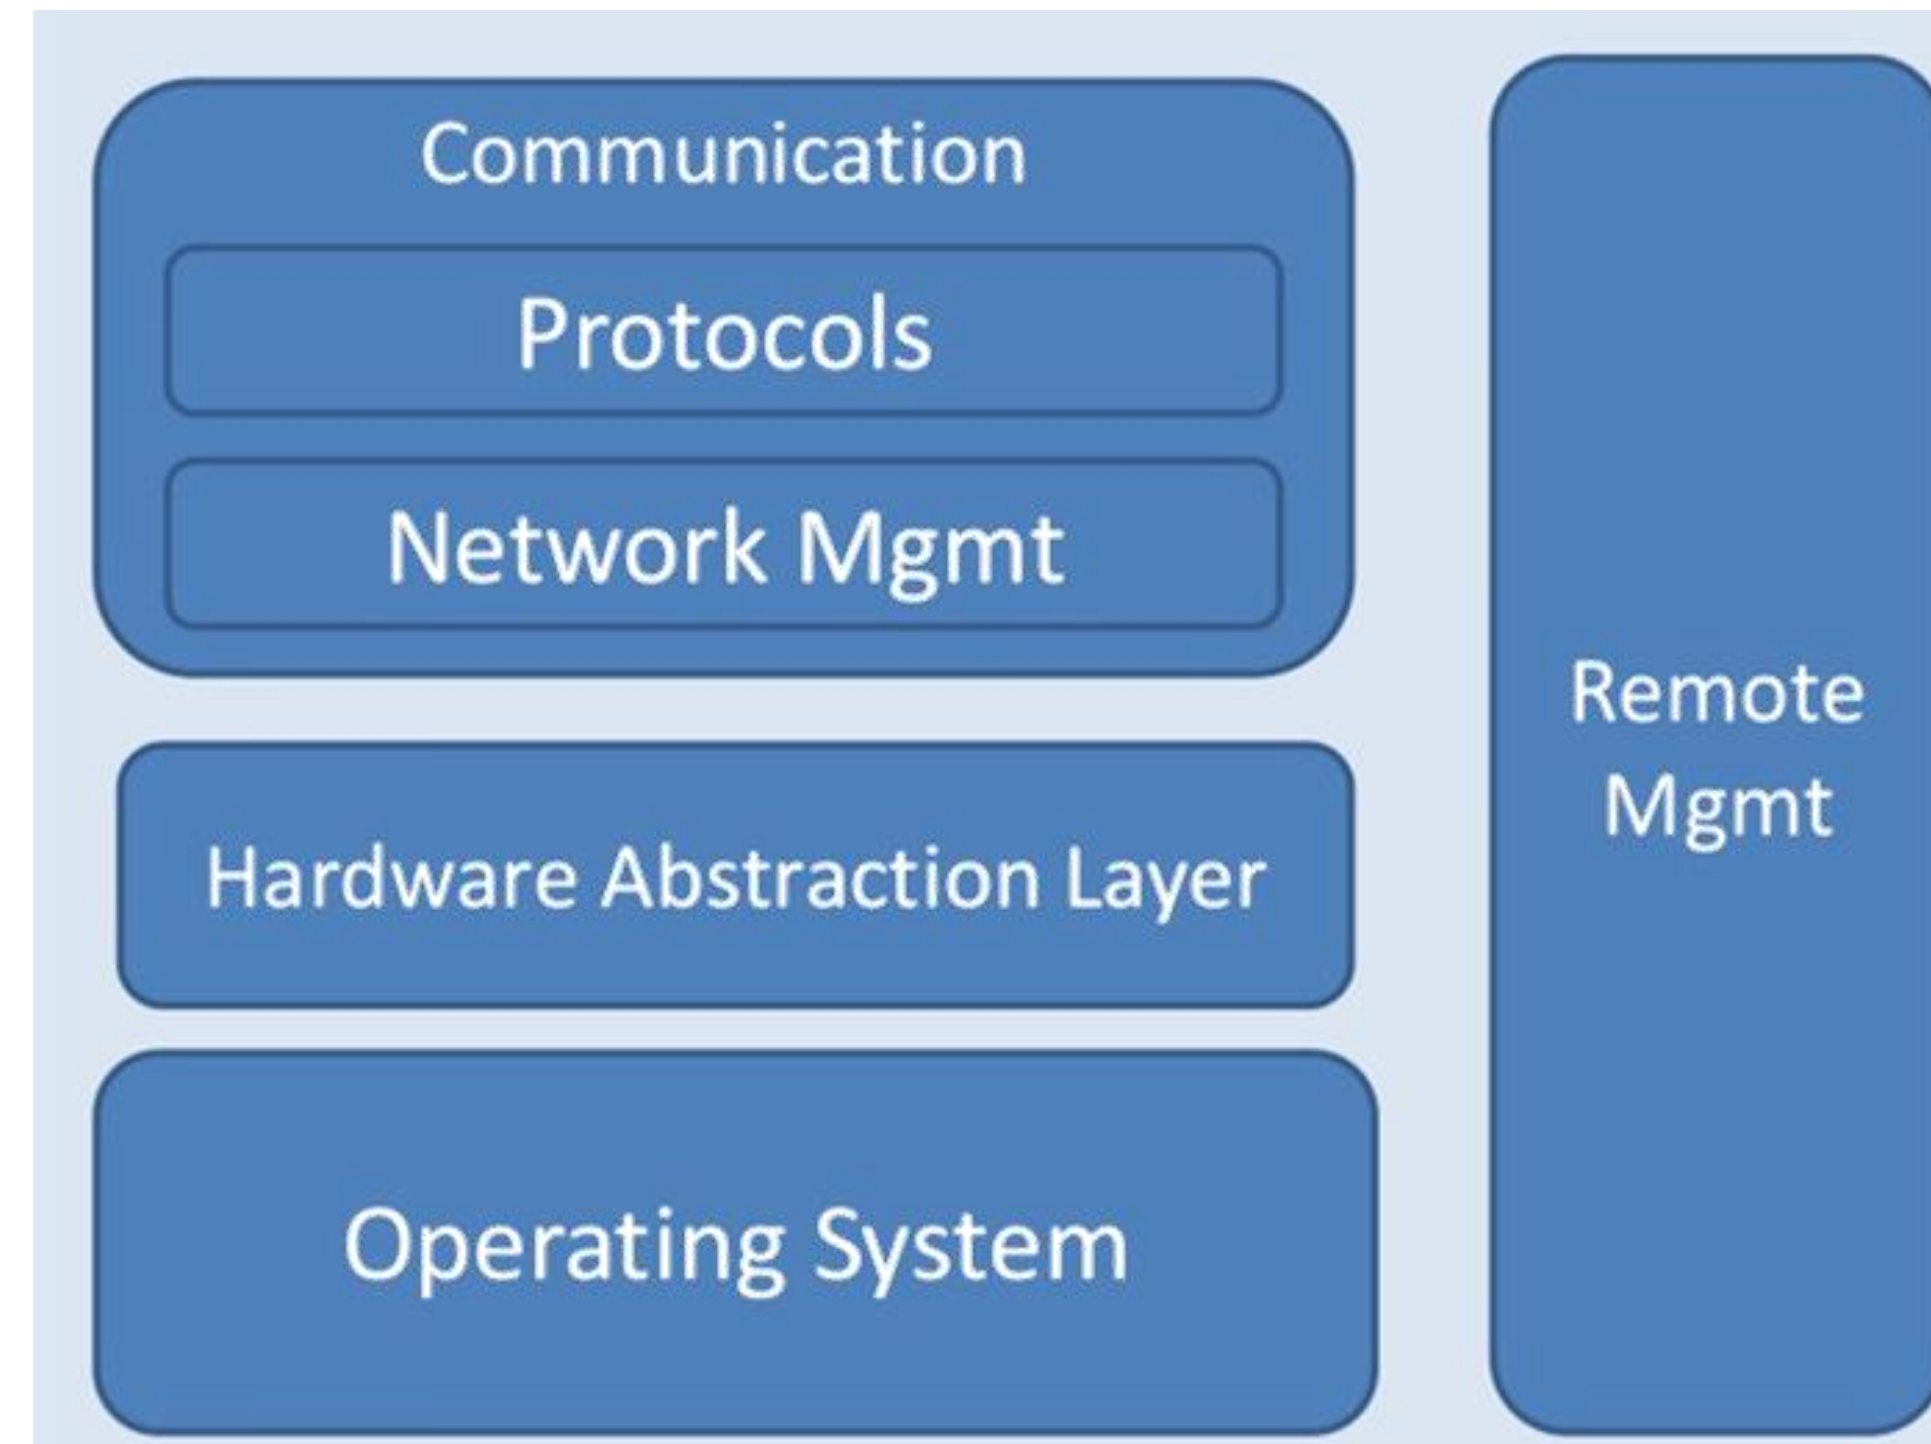 Communication
Protocols
Network Mgmt
Hardware Abstraction Layer
Operating System
Remote
Mgmt